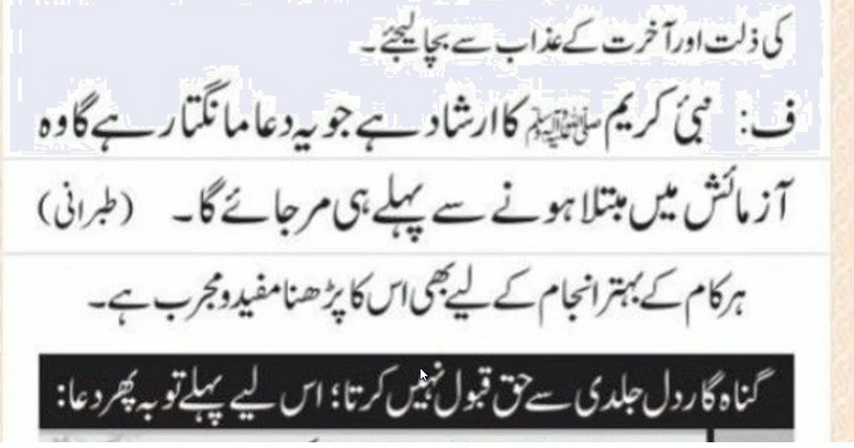 کی ذلت اور آخرت کے عذاب سے بچا لیجئے۔
ف: نبئ کریم ﷺ کا ارشاد ہے جو یہ دعا مانگتا رہے گا وہ
آزمائش میں مبتلا ہونے سے پہلے ہی مر جائے گا۔ (طبرانی)
ہر کام کے بہتر انجام کے لیے بھی اس کا پڑھنا مفید و مجرب ہے۔
گناہ گار دل جلدی سے حق قبول نہیں کرتا؛ اس لیے پہلے توبہ پھر دعا: